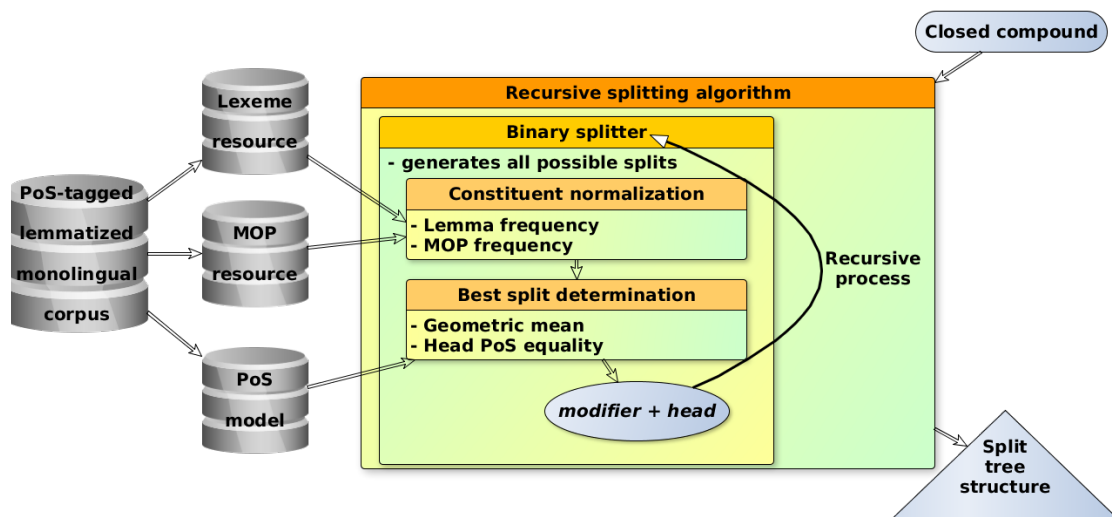 Closed compound
Recursive splitting algorithm
Lexeme
resource
Binary splitter
- generates all possible splits
PoS-tagged
lemmatized
monolingual
corpus
MOP
resource
Constituent normalization
- Lemma frequency
- MOP frequency
Recursive
process
Best split determination
- Geometric mean
- Head PoS equality
PoS
model
modifier + head
Split
tree
structure